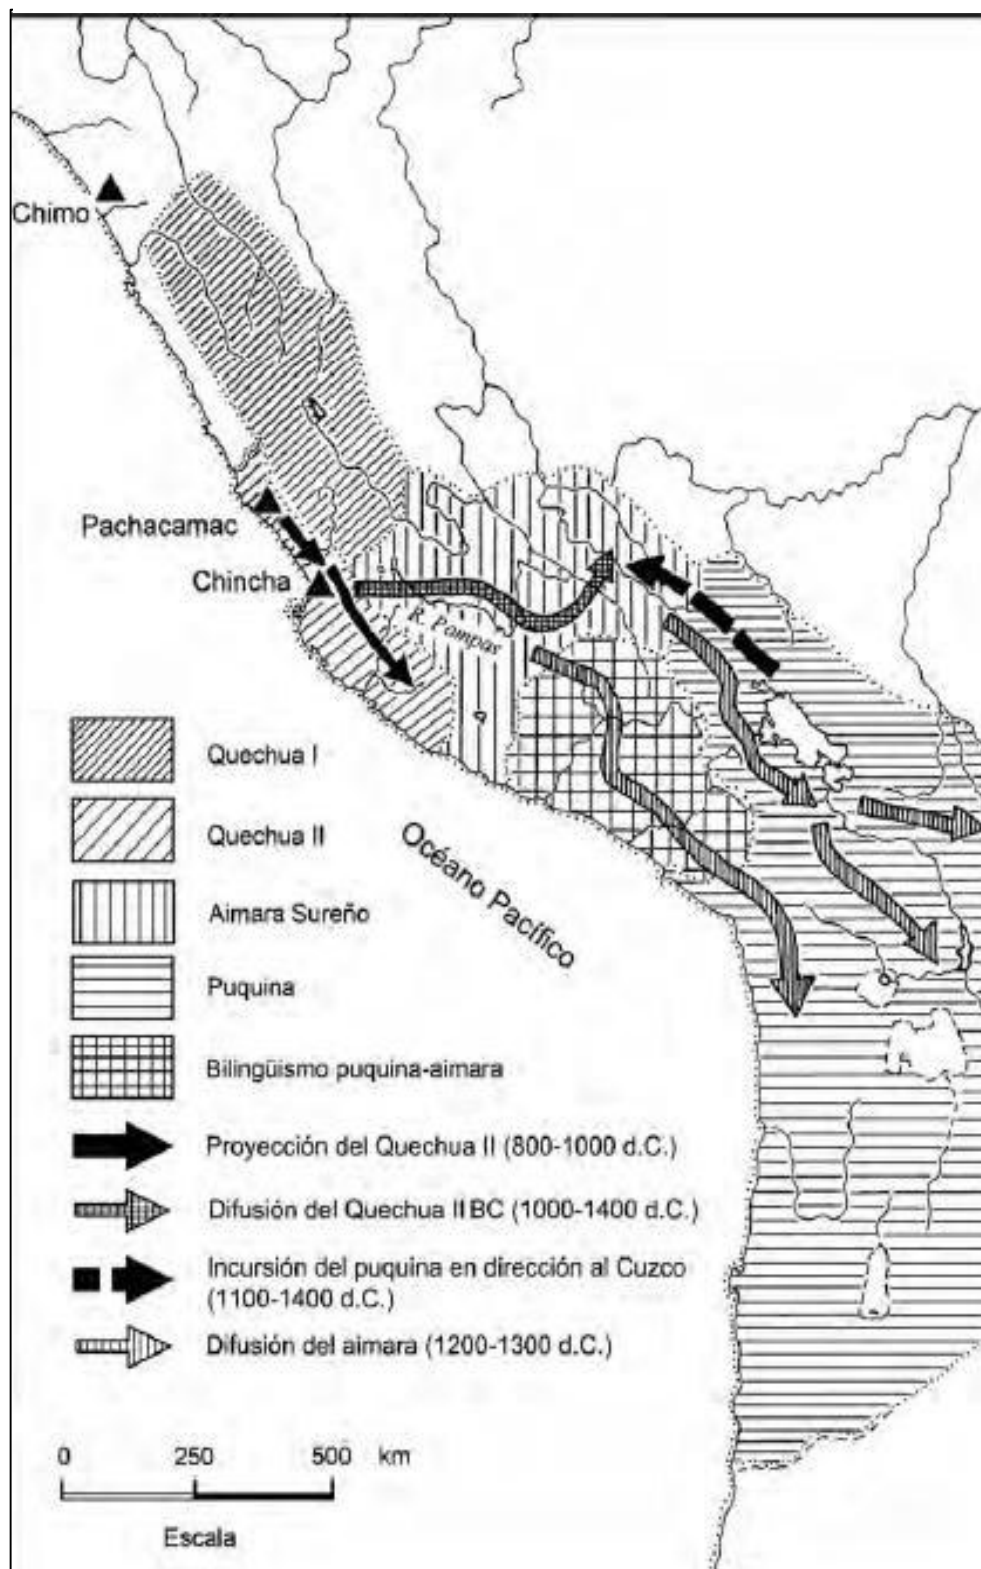 Chimo
Pachacamac
Chincha
R. Pampas
Océano Pacífico
Quechua I
Quechua II
Aimara Sureño
Puquina
Bilingüismo puquina-aimara
Proyección del Quechua II (800-1000 d.C.)
Difusión del Quechua II BC (1000-1400 d.C.)
Incursión del puquina en dirección al Cuzco
(1100-1400 d.C.)
Difusión del aimara (1200-1300 d.C.)
0 250 500 km
Escala